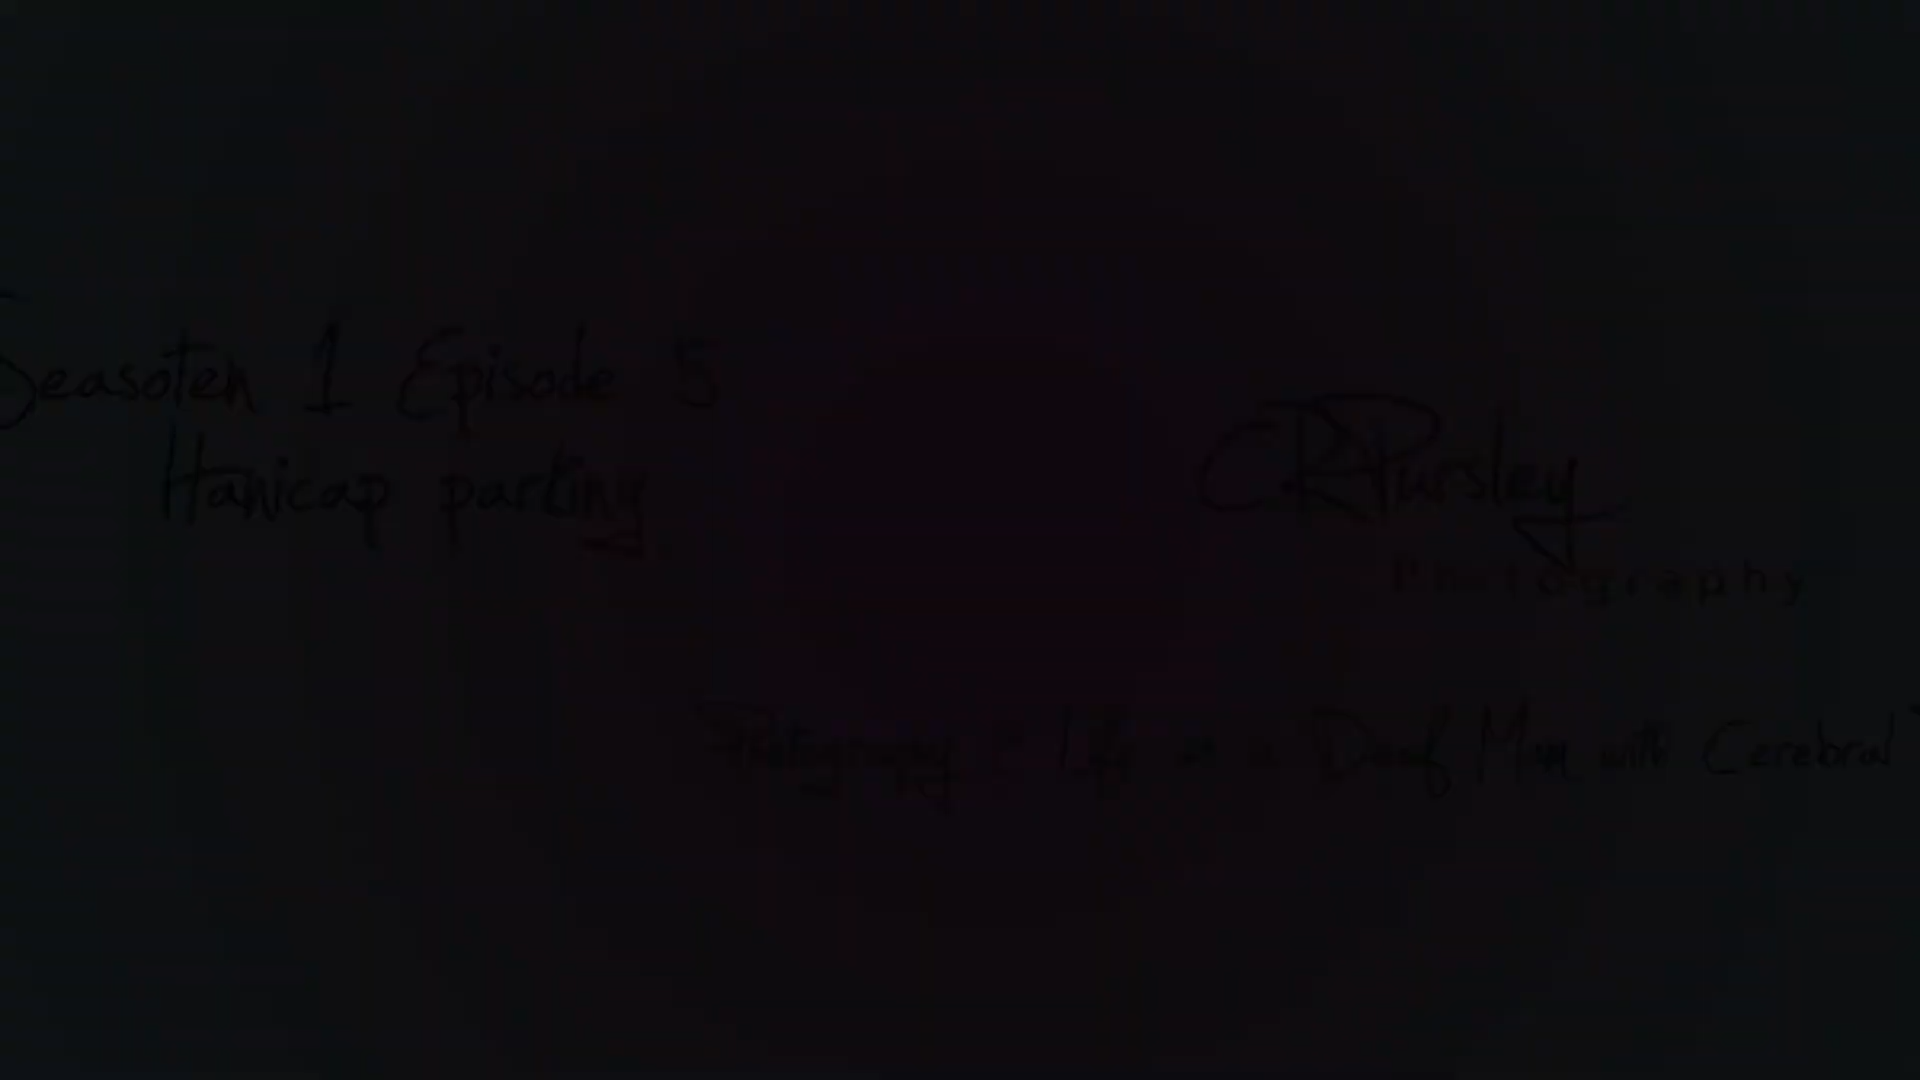 Seasoten 1 Episode 5
Hanicap parking
CRPursley
Photography
Photography & Life as a Deaf Man with Cerebral